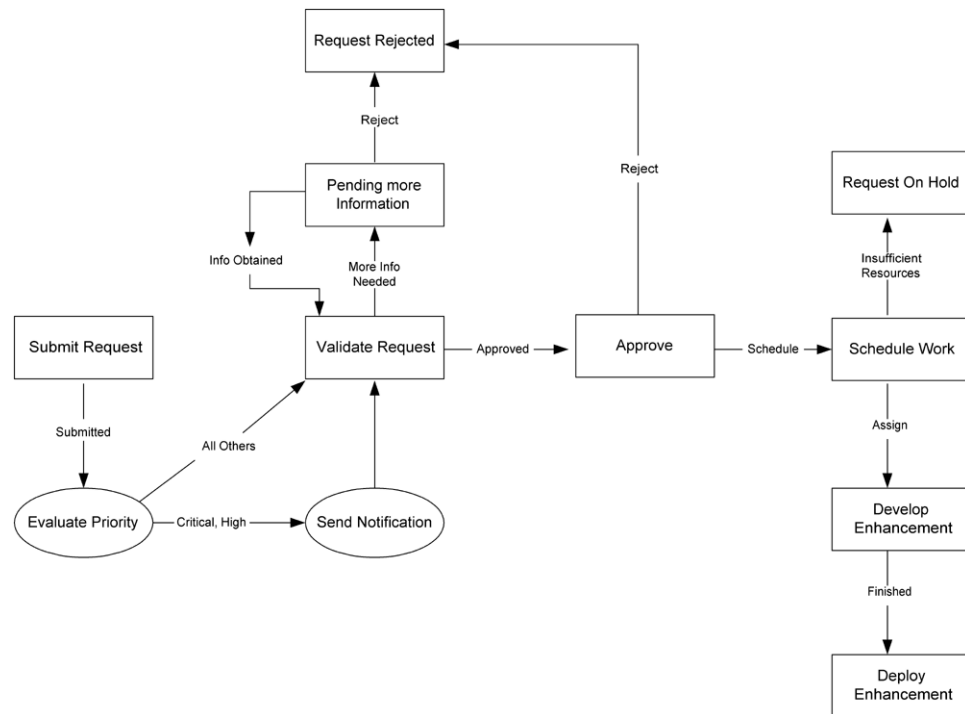 Request Rejected
Reject
Reject
Pending more
Information
Request On Hold
Info Obtained
More Info
Needed
Insufficient
Resources
Submit Request
Validate Request
Approved
Approve
Schedule
Schedule Work
Submitted
All Others
Assign
Evaluate Priority
Critical, High
Send Notification
Develop
Enhancement
Finished
Deploy
Enhancement